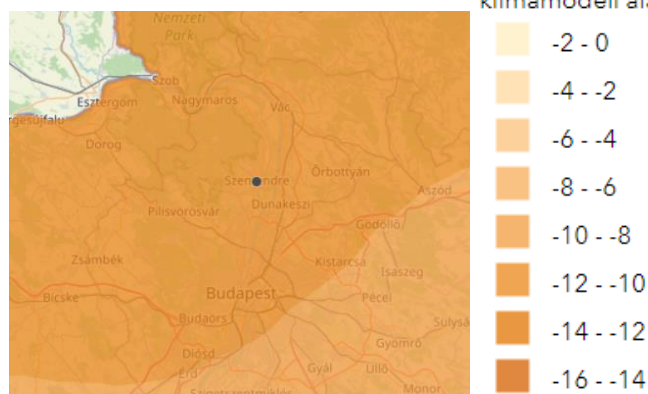 klímamodell ala
Nemzeti
Park
Szob
Esztergom
Nagymaros
Vác
Dorog
Szentendre
Őrbottyán
Aszód
Dunakeszi
Pilisvörösvár
Gödöllő
Zsámbék
Kistarcsa
Isaszeg
Bicske
Budapest
Pécel
Budaörs
Sülysá
Gyömrő
Diósd
Érd
Gyál
Üllő
Szigetszentmiklós
Monor
-2 - 0
-4 - -2
-6 - -4
-8 - -6
-10 - -8
-12 - -10
-14 - -12
-16 - -14